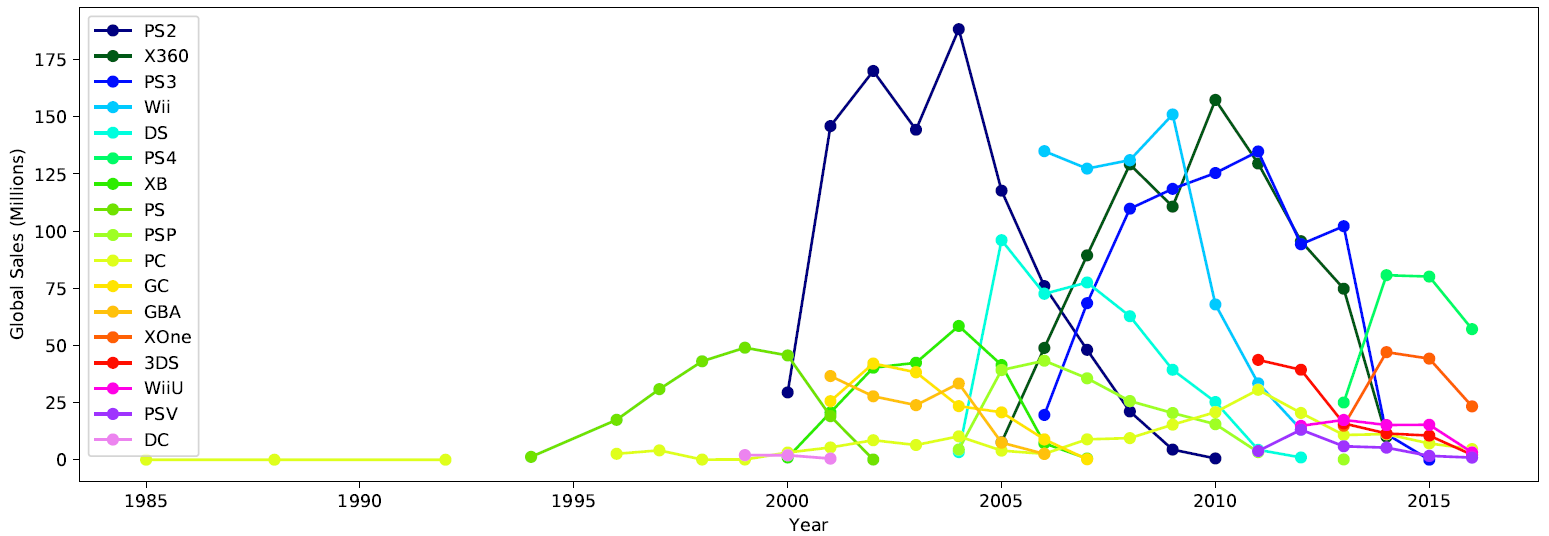 PS2
X360
PS3
Wii
DS
PS4
XB
PS
PSP
PC
GC
GBA
XOne
3DS
WiiU
PSV
DC
Global Sales (Millions)
175
150
125
100
75
50
25
0
1985 1990 1995 2000 2005 2010 2015
Year